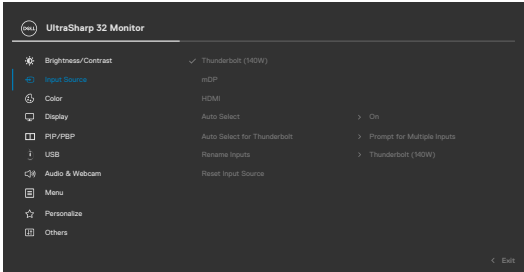 DELL UltraSharp 32 Monitor
Brightness/Contrast ✓ Thunderbolt (140W)
Input Source mDP
Color HDMI
Display Auto Select > On
PIP/PBP Auto Select for Thunderbolt > Prompt for Multiple Inputs
USB Rename Inputs > Thunderbolt (140W)
Audio & Webcam Reset Input Source
Menu
Personalize
Others
< Exit